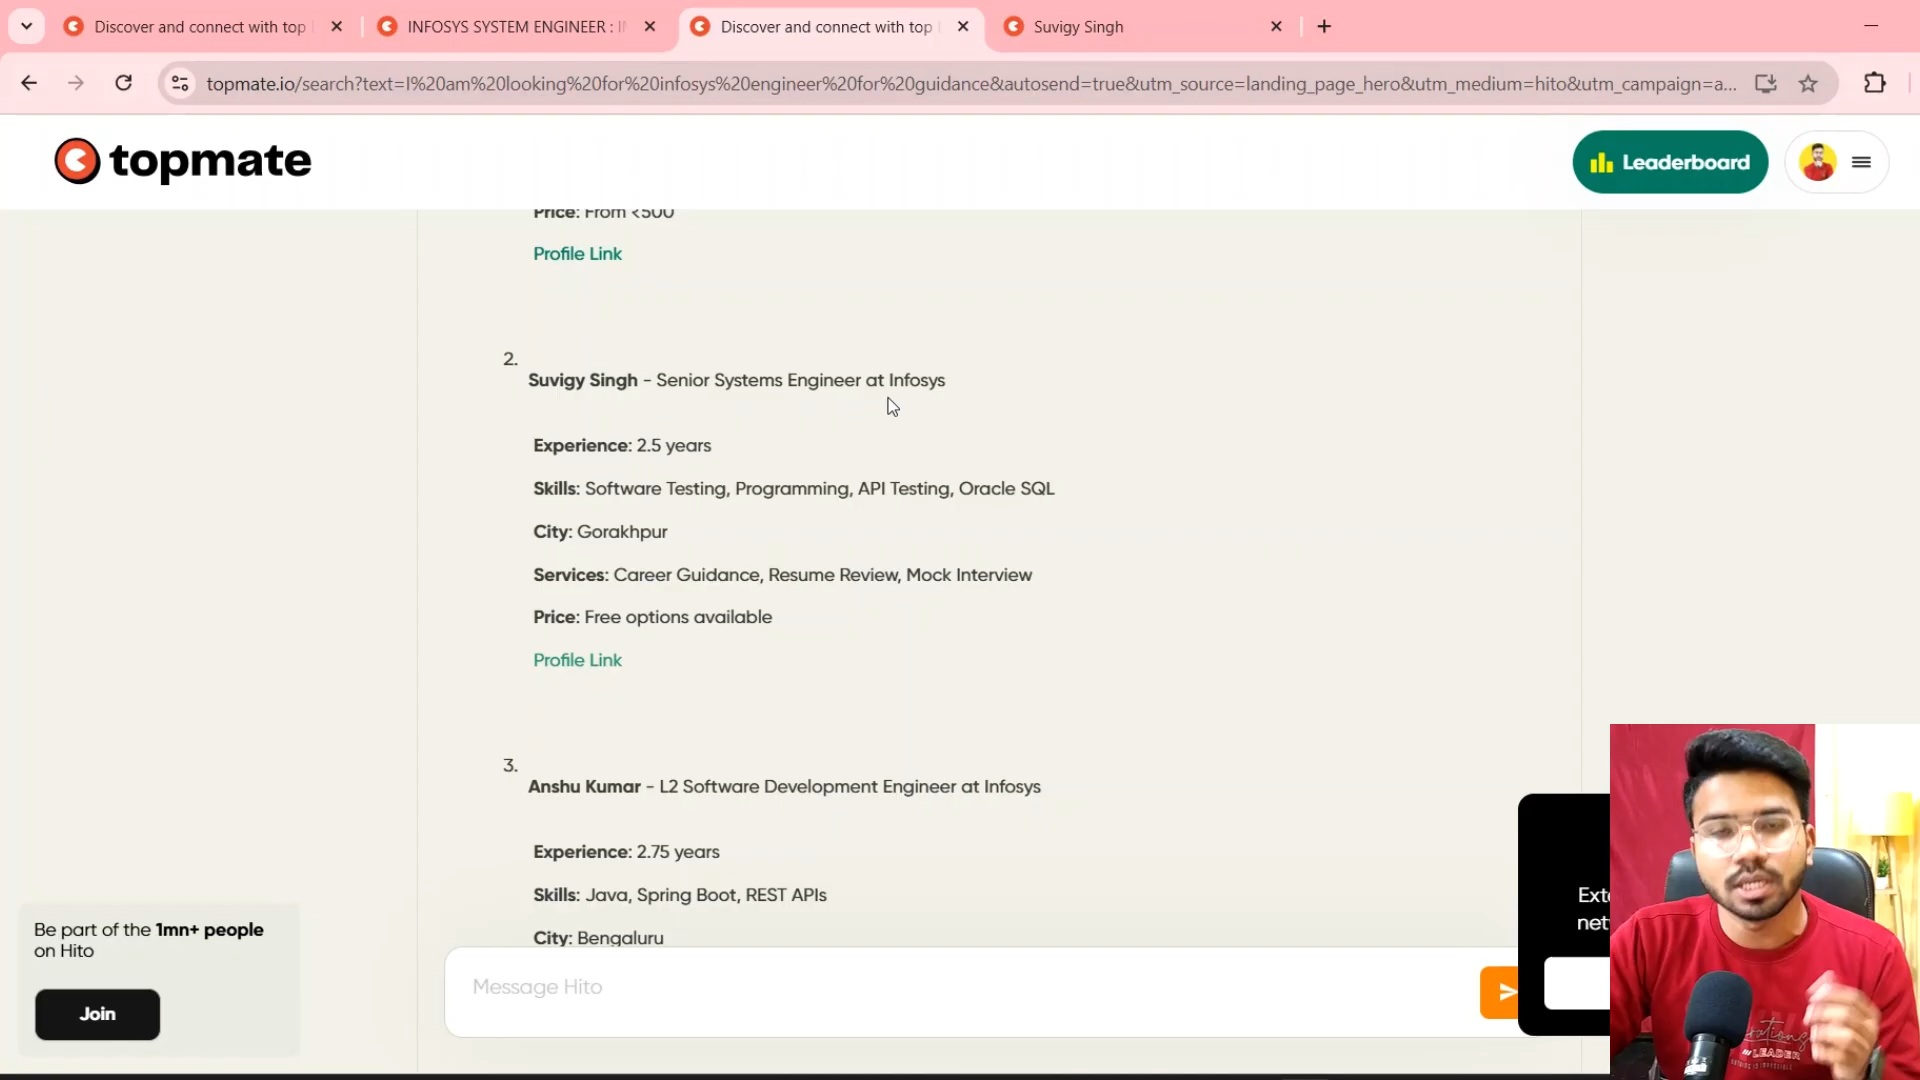 Discover and connect with top
INFOSYS SYSTEM ENGINEER : I
Discover and connect with top
Suvigy Singh
topmate.io/search?text=I%20am%20looking%20for%20infosys%20engineer%20for%20guidance&autosend=true&utm_source=landing_page_hero&utm_medium=hito&utm_campaign=a...
topmate
Leaderboard
Price: From <500
Profile Link
2.
Suvigy Singh - Senior Systems Engineer at Infosys
Experience: 2.5 years
Skills: Software Testing, Programming, API Testing, Oracle SQL
City: Gorakhpur
Services: Career Guidance, Resume Review, Mock Interview
Price: Free options available
Profile Link
3.
Anshu Kumar - L2 Software Development Engineer at Infosys
Experience: 2.75 years
Skills: Java, Spring Boot, REST APIs
City: Bengaluru
Be part of the 1mn+ people
on Hito
Join
Message Hito
LEADER